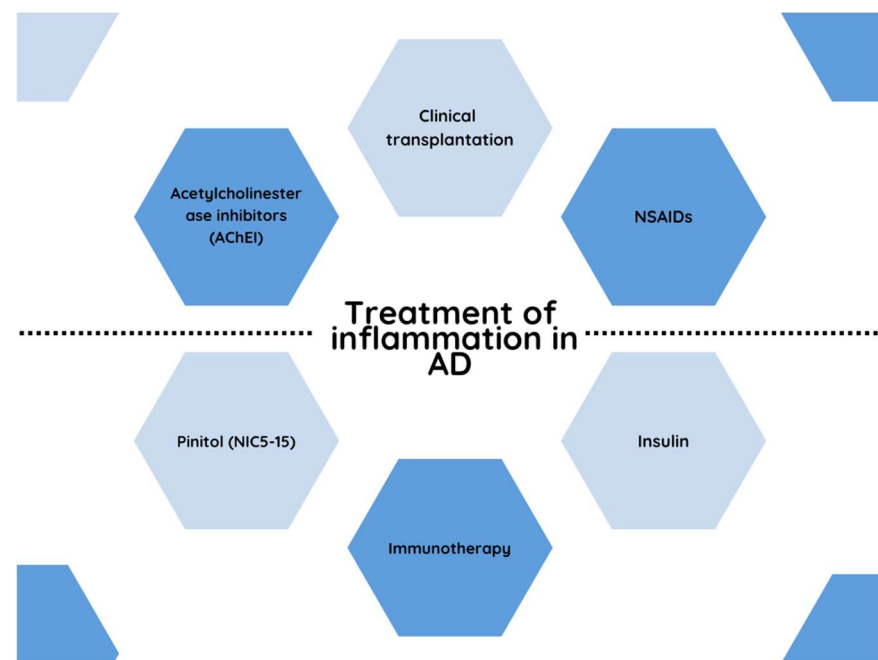 Clinical
transplantation
Acetylcholinester
ase inhibitors
(AChEI)
NSAIDs
Treatment of
inflammation in
AD
Pinitol (NIC5-15)
Insulin
Immunotherapy